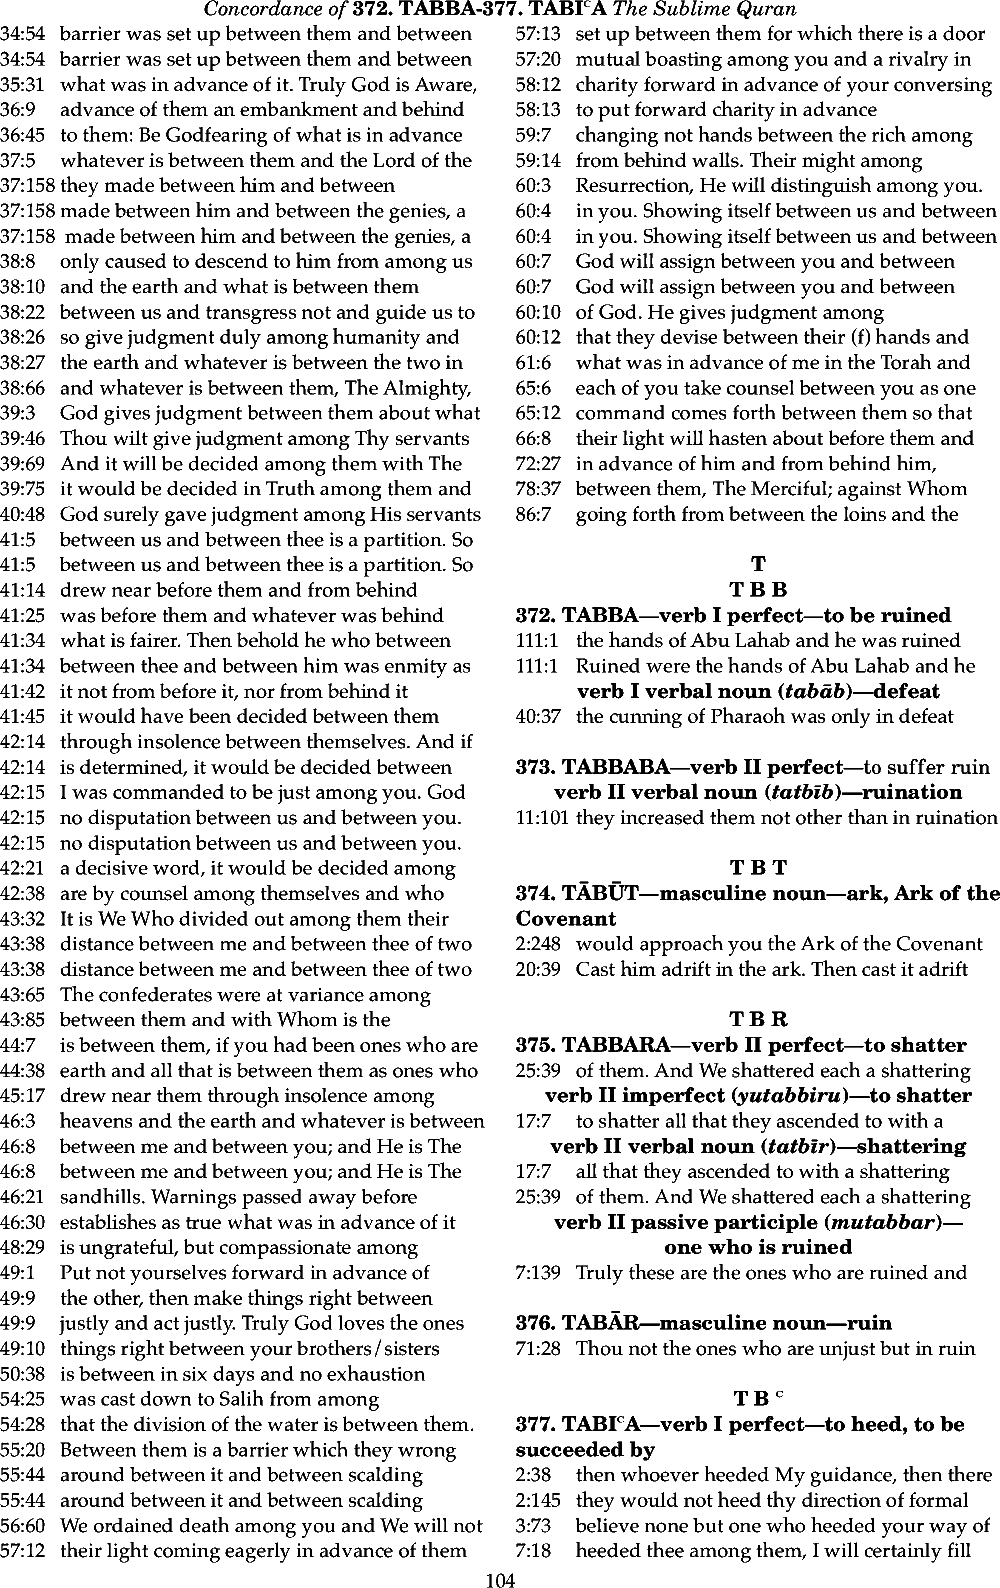 Concordance of 372. TABBA-377. TABIᶜA The Sublime Quran
34:54 barrier was set up between them and between
34:54 barrier was set up between them and between
35:31 what was in advance of it. Truly God is Aware,
36:9 advance of them an embankment and behind
36:45 to them: Be Godfearing of what is in advance
37:5 whatever is between them and the Lord of the
37:158 they made between him and between
37:158 made between him and between the genies, a
37:158 made between him and between the genies, a
38:8 only caused to descend to him from among us
38:10 and the earth and what is between them
38:22 between us and transgress not and guide us to
38:26 so give judgment duly among humanity and
38:27 the earth and whatever is between the two in
38:66 and whatever is between them, The Almighty,
39:3 God gives judgment between them about what
39:46 Thou wilt give judgment among Thy servants
39:69 And it will be decided among them with The
39:75 it would be decided in Truth among them and
40:48 God surely gave judgment among His servants
41:5 between us and between thee is a partition. So
41:5 between us and between thee is a partition. So
41:14 drew near before them and from behind
41:25 was before them and whatever was behind
41:34 what is fairer. Then behold he who between
41:34 between thee and between him was enmity as
41:42 it not from before it, nor from behind it
41:45 it would have been decided between them
42:14 through insolence between themselves. And if
42:14 is determined, it would be decided between
42:15 I was commanded to be just among you. God
42:15 no disputation between us and between you.
42:15 no disputation between us and between you.
42:21 a decisive word, it would be decided among
42:38 are by counsel among themselves and who
43:32 It is We Who divided out among them their
43:38 distance between me and between thee of two
43:38 distance between me and between thee of two
43:65 The confederates were at variance among
43:85 between them and with Whom is the
44:7 is between them, if you had been ones who are
44:38 earth and all that is between them as ones who
45:17 drew near them through insolence among
46:3 heavens and the earth and whatever is between
46:8 between me and between you; and He is The
46:8 between me and between you; and He is The
46:21 sandhills. Warnings passed away before
46:30 establishes as true what was in advance of it
48:29 is ungrateful, but compassionate among
49:1 Put not yourselves forward in advance of
49:9 the other, then make things right between
49:9 justly and act justly. Truly God loves the ones
49:10 things right between your brothers/sisters
50:38 is between in six days and no exhaustion
54:25 was cast down to Salih from among
54:28 that the division of the water is between them.
55:20 Between them is a barrier which they wrong
55:44 around between it and between scalding
55:44 around between it and between scalding
56:60 We ordained death among you and We will not
57:12 their light coming eagerly in advance of them
57:13 set up between them for which there is a door
57:20 mutual boasting among you and a rivalry in
58:12 charity forward in advance of your conversing
58:13 to put forward charity in advance
59:7 changing not hands between the rich among
59:14 from behind walls. Their might among
60:3 Resurrection, He will distinguish among you.
60:4 in you. Showing itself between us and between
60:4 in you. Showing itself between us and between
60:7 God will assign between you and between
60:7 God will assign between you and between
60:10 of God. He gives judgment among
60:12 that they devise between their (f) hands and
61:6 what was in advance of me in the Torah and
65:6 each of you take counsel between you as one
65:12 command comes forth between them so that
66:8 their light will hasten about before them and
72:27 in advance of him and from behind him,
78:37 between them, The Merciful; against Whom
86:7 going forth from between the loins and the
T
T B B
372. TABBA—verb I perfect—to be ruined
111:1 the hands of Abu Lahab and he was ruined
111:1 Ruined were the hands of Abu Lahab and he
verb I verbal noun (tabāb)—defeat
40:37 the cunning of Pharaoh was only in defeat
373. TABBABA—verb II perfect—to suffer ruin
verb II verbal noun (tatbīb)—ruination
11:101 they increased them not other than in ruination
T B T
374. TĀBŪT—masculine noun—ark, Ark of the
Covenant
2:248 would approach you the Ark of the Covenant
20:39 Cast him adrift in the ark. Then cast it adrift
T B R
375. TABBARA—verb II perfect—to shatter
25:39 of them. And We shattered each a shattering
verb II imperfect (yutabbiru)—to shatter
17:7 to shatter all that they ascended to with a
verb II verbal noun (tatbīr)—shattering
17:7 all that they ascended to with a shattering
25:39 of them. And We shattered each a shattering
verb II passive participle (mutabbar)—
one who is ruined
7:139 Truly these are the ones who are ruined and
376. TABĀR—masculine noun—ruin
71:28 Thou not the ones who are unjust but in ruin
T B ᶜ
377. TABIᶜA—verb I perfect—to heed, to be
succeeded by
2:38 then whoever heeded My guidance, then there
2:145 they would not heed thy direction of formal
3:73 believe none but one who heeded your way of
7:18 heeded thee among them, I will certainly fill
104